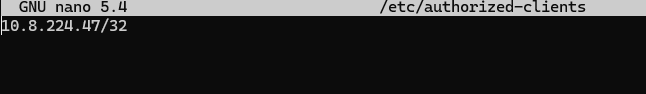 GNU nano 5.4 /etc/authorized-clients
10.8.224.47/32